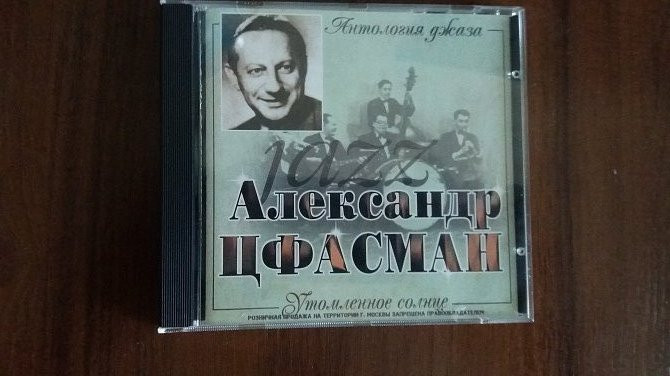 Антология джаза
jazz
Александр
ЦФАСМАН
Утомленное солнце
РОЗНИЧНАЯ ПРОДАЖА НА ТЕРРИТОРИИ Г. МОСКВЫ ЗАПРЕЩЕНА ПРАВООБЛАДАТЕЛЕМ